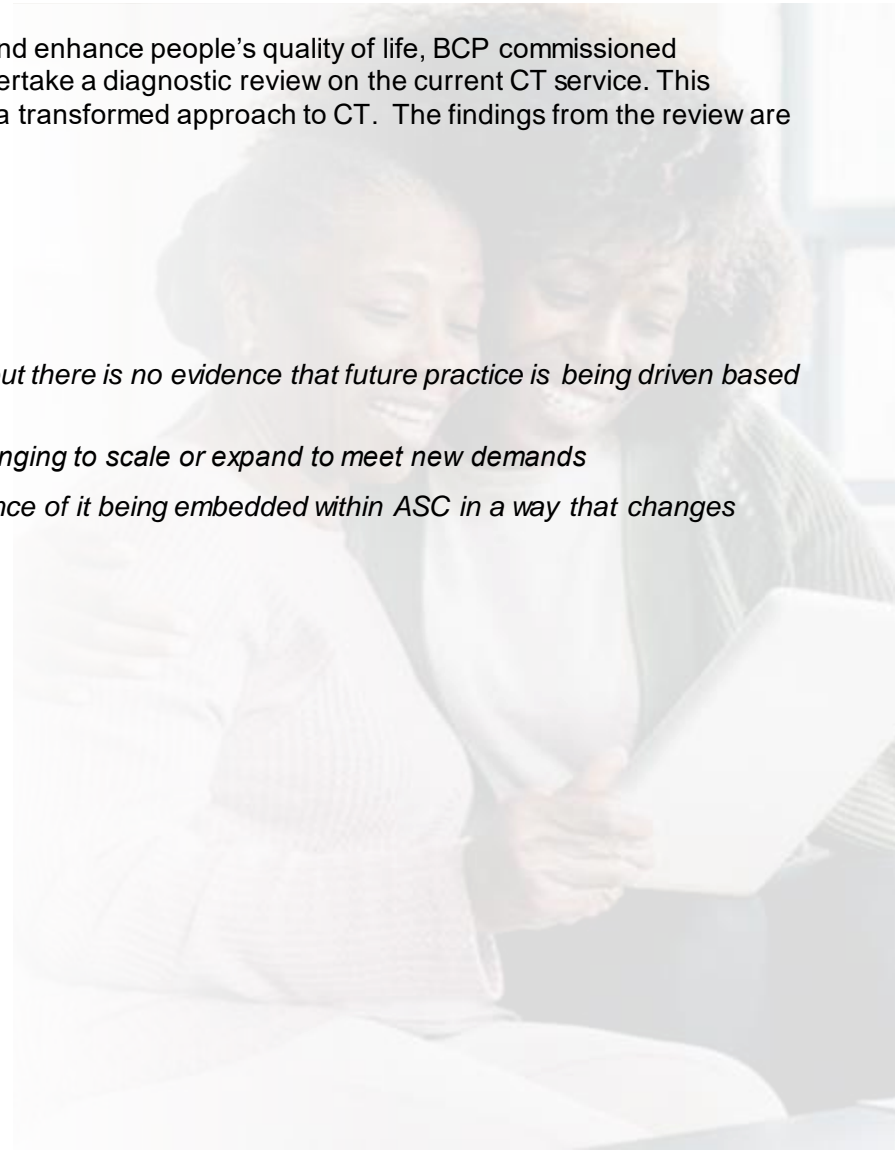 nd enhance people's quality of life, BCP commissioned
ertake a diagnostic review on the current CT service. This
a transformed approach to CT. The findings from the review are
ut there is no evidence that future practice is being driven based
nging to scale or expand to meet new demands
nce of it being embedded within ASC in a way that changes